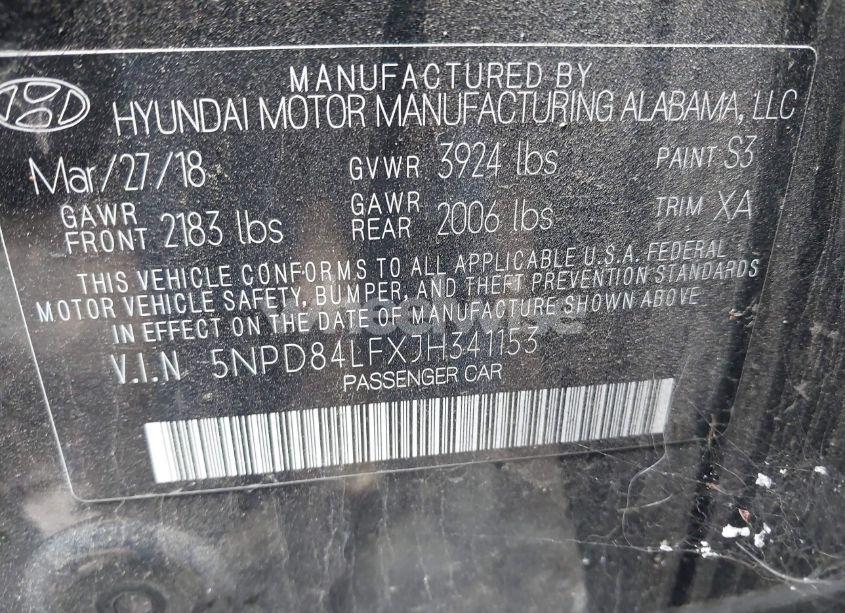 MANUFACTURED BY
HYUNDAI MOTOR MANUFACTURING ALABAMA, LLC
Mar/27/18 GVWR 3924 lbs PAINT S3
GAWR FRONT 2183 lbs GAWR REAR 2006 lbs TRIM XA
THIS VEHICLE CONFORMS TO ALL APPLICABLE U.S.A. FEDERAL
MOTOR VEHICLE SAFETY, BUMPER, AND THEFT PREVENTION STANDARDS
IN EFFECT ON THE DATE OF MANUFACTURE SHOWN ABOVE
V.I.N 5NPD84LFXJH341153
PASSENGER CAR